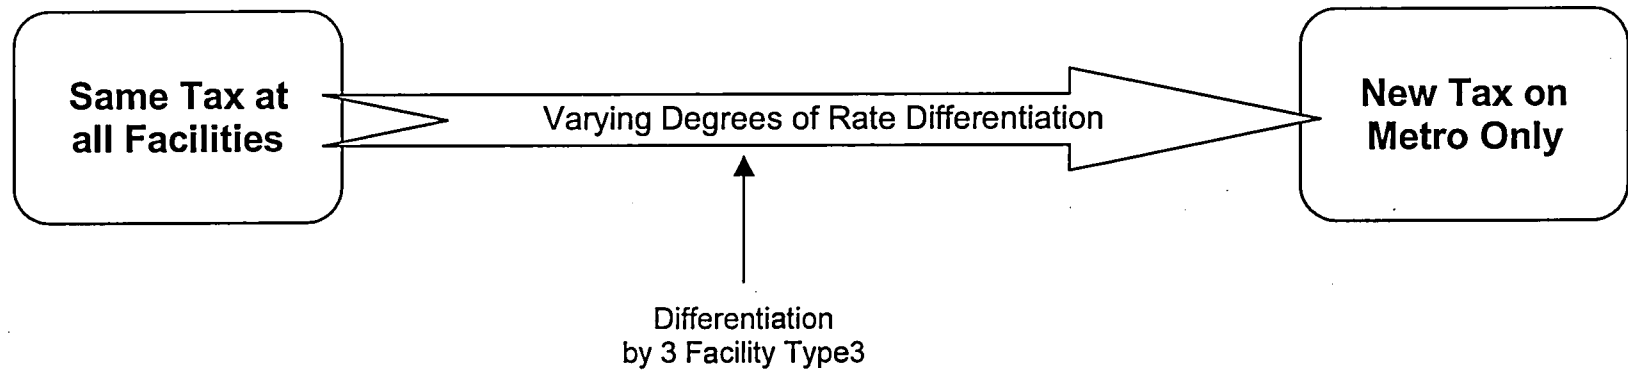 Same Tax at
all Facilities
Varying Degrees of Rate Differentiation
New Tax on
Metro Only
Differentiation
by 3 Facility Type3